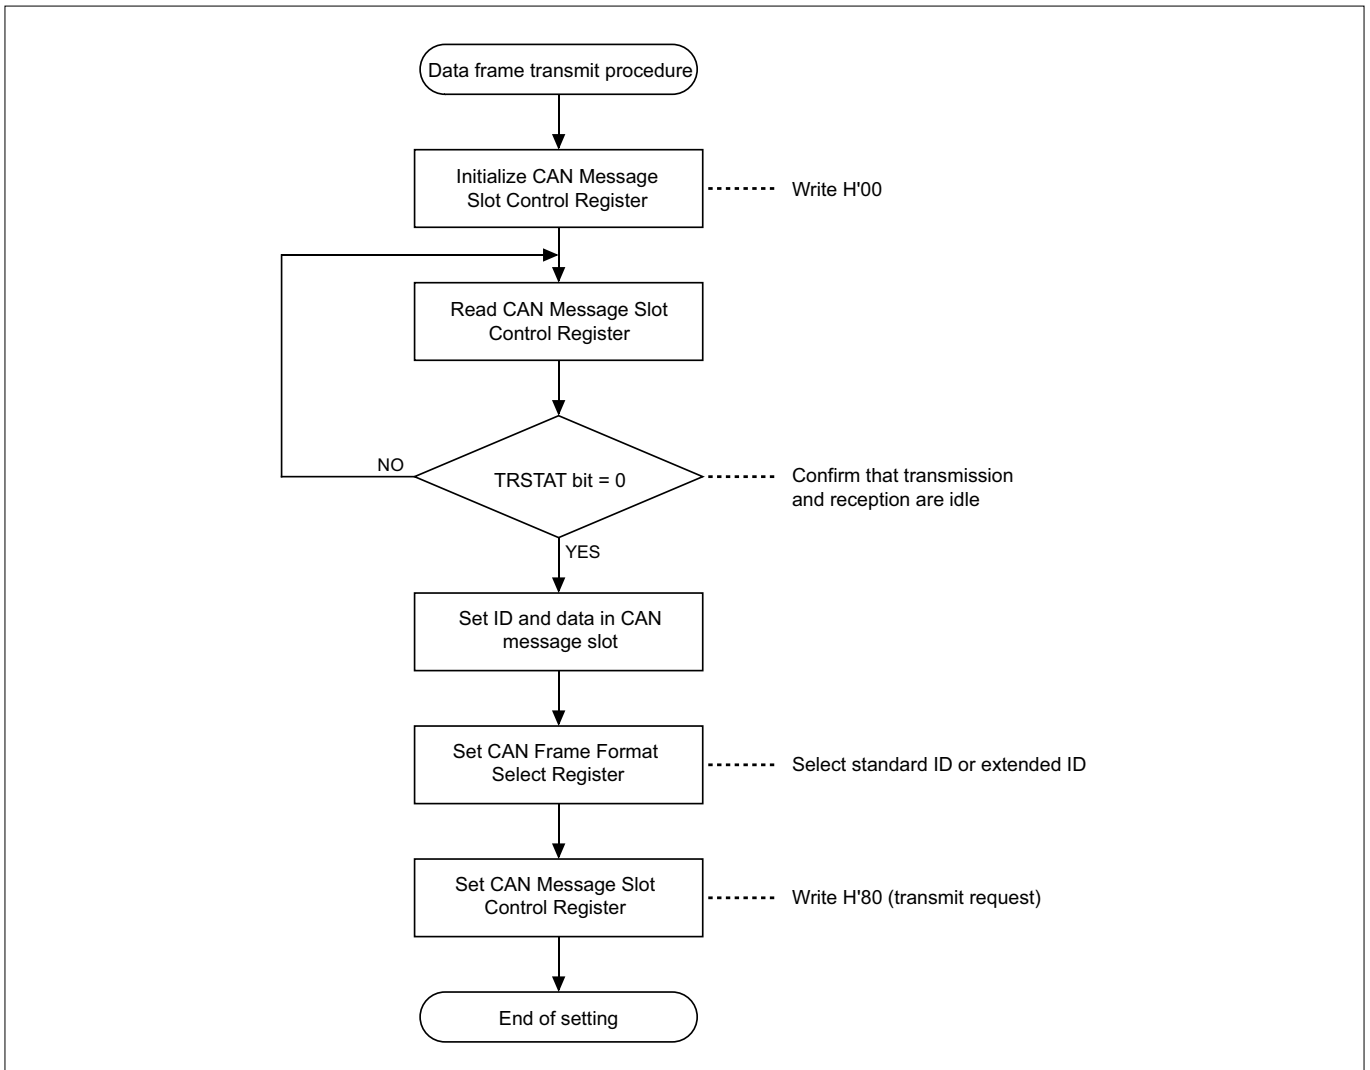 Data frame transmit procedure
Initialize CAN Message
Slot Control Register
Write H'00
Read CAN Message Slot
Control Register
NO
TRSTAT bit = 0
Confirm that transmission
and reception are idle
YES
Set ID and data in CAN
message slot
Set CAN Frame Format
Select Register
Select standard ID or extended ID
Set CAN Message Slot
Control Register
Write H'80 (transmit request)
End of setting